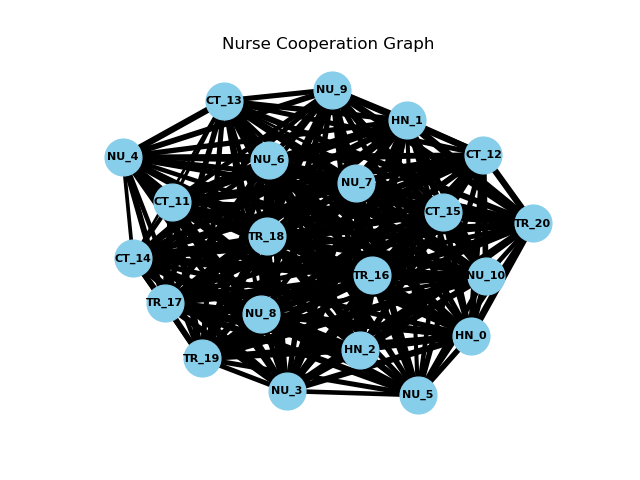 Nurse Cooperation Graph
NU_9
CT_13
HN_1
CT_12
NU_4
NU_6
NU_7
CT_11
CT_15
TR_20
TR_18
CT_14
TR_16
NU_10
TR_17
NU_8
HN_0
HN_2
TR_19
NU_3
NU_5